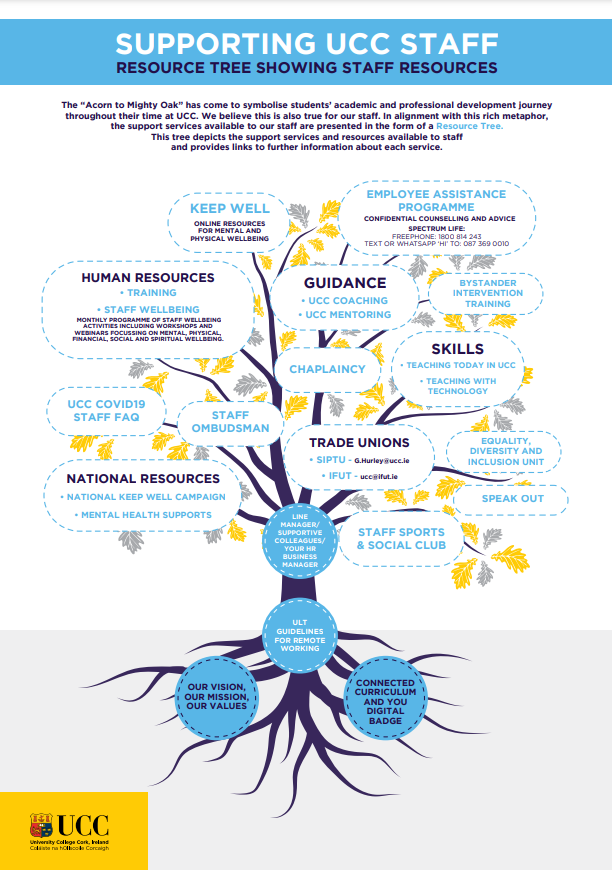 SUPPORTING UCC STAFF
RESOURCE TREE SHOWING STAFF RESOURCES
The “Acorn to Mighty Oak” has come to symbolise students’ academic and professional development journey
throughout their time at UCC. We believe this is also true for our staff. In alignment with this rich metaphor,
the support services available to our staff are presented in the form of a Resource Tree.
This tree depicts the support services and resources available to staff
and provides links to further information about each service.
KEEP WELL
ONLINE RESOURCES
FOR MENTAL AND
PHYSICAL WELLBEING
EMPLOYEE ASSISTANCE
PROGRAMME
CONFIDENTIAL COUNSELLING AND ADVICE
SPECTRUM LIFE:
FREEPHONE: 1800 814 243
TEXT OR WHATSAPP 'HI' TO: 087 369 0010
HUMAN RESOURCES
• TRAINING
• STAFF WELLBEING
MONTHLY PROGRAMME OF STAFF WELLBEING
ACTIVITIES INCLUDING WORKSHOPS AND
WEBINARS FOCUSSING ON MENTAL, PHYSICAL,
FINANCIAL, SOCIAL AND SPIRITUAL WELLBEING.
GUIDANCE
• UCC COACHING
• UCC MENTORING
BYSTANDER
INTERVENTION
TRAINING
CHAPLAINCY
SKILLS
• TEACHING TODAY IN UCC
• TEACHING WITH
TECHNOLOGY
UCC COVID19
STAFF FAQ
STAFF
OMBUDSMAN
TRADE UNIONS
• SIPTU - G.Hurley@ucc.ie
• IFUT - ucc@ifut.ie
EQUALITY,
DIVERSITY AND
INCLUSION UNIT
NATIONAL RESOURCES
• NATIONAL KEEP WELL CAMPAIGN
• MENTAL HEALTH SUPPORTS
SPEAK OUT
LINE
MANAGER/
SUPPORTIVE
COLLEAGUES/
YOUR HR
BUSINESS
MANAGER
STAFF SPORTS
& SOCIAL CLUB
ULT
GUIDELINES
FOR REMOTE
WORKING
OUR VISION,
OUR MISSION,
OUR VALUES
CONNECTED
CURRICULUM
AND YOU
DIGITAL
BADGE
UCC
University College Cork, Ireland
Coláiste na hOllscoile Corcaigh